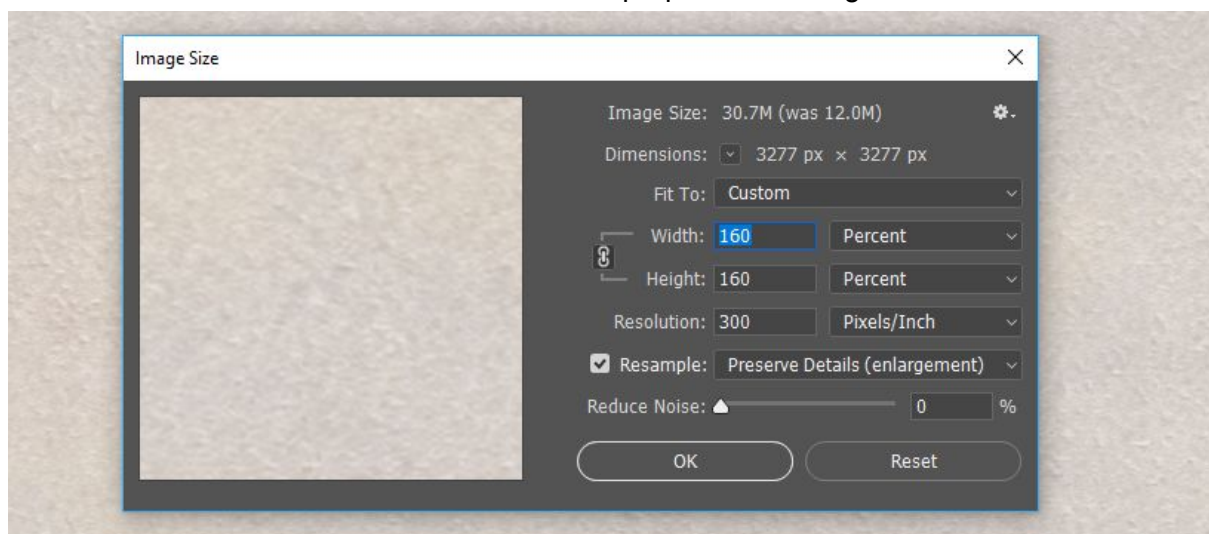 Image Size
Image Size: 30.7M (was 12.0M)
Dimensions: 3277 px × 3277 px
Fit To: Custom
Width: 160 Percent
Height: 160 Percent
Resolution: 300 Pixels/Inch
Resample: Preserve Details (enlargement)
Reduce Noise: 0 %
OK Reset